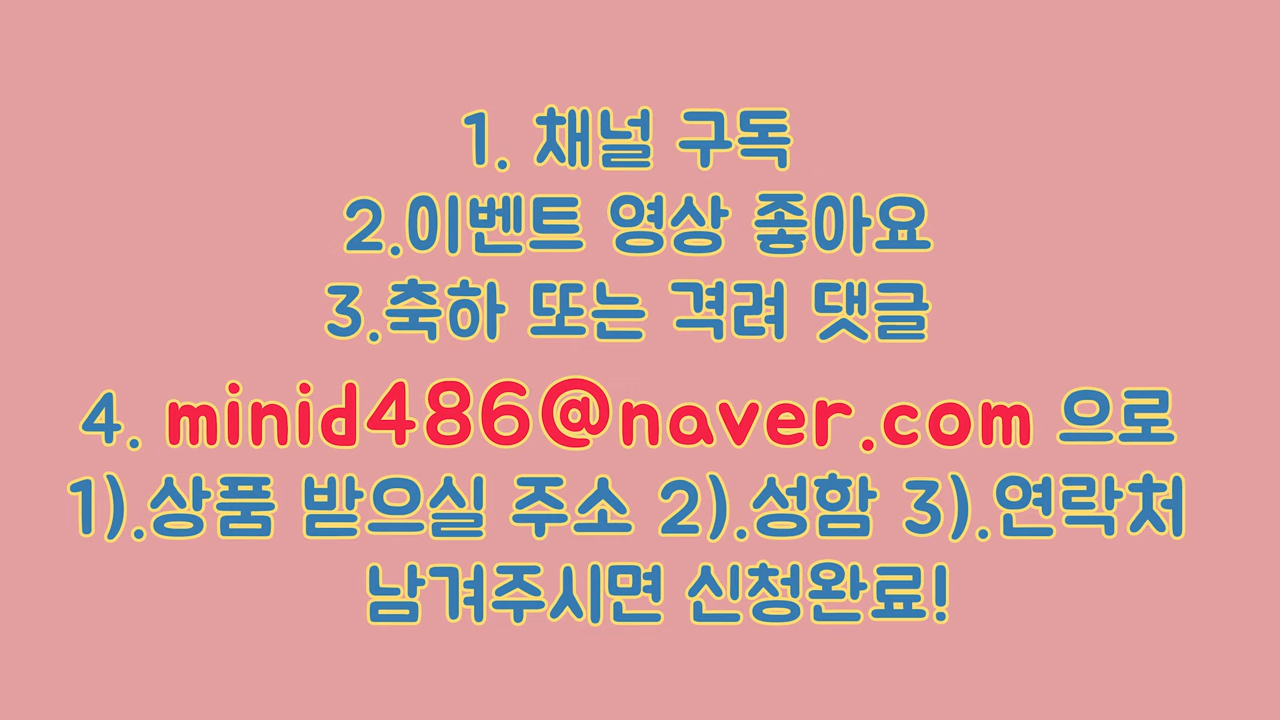 1. 채널 구독
2.이벤트 영상 좋아요
3.축하 또는 격려 댓글
4. minid486@naver.com 으로
1).상품 받으실 주소 2).성함 3).연락처
남겨주시면 신청완료!